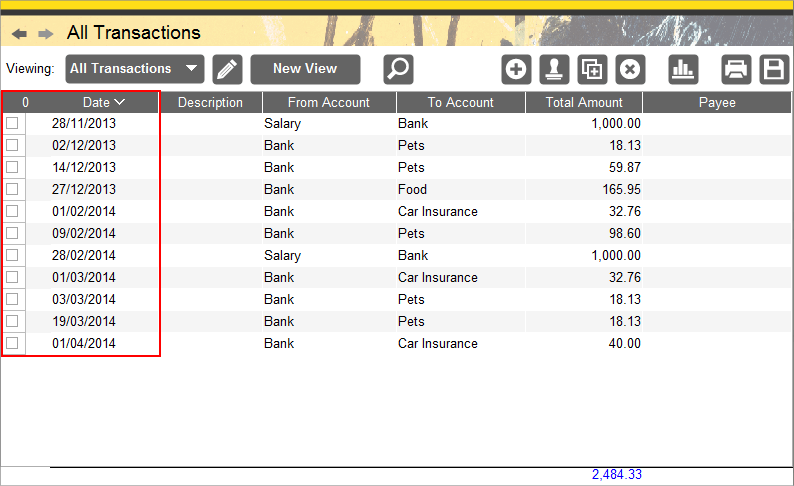 All Transactions
Viewing: All Transactions New View
0 Date Description From Account To Account Total Amount Payee
28/11/2013 Salary Bank 1,000.00
02/12/2013 Bank Pets 18.13
14/12/2013 Bank Pets 59.87
27/12/2013 Bank Food 165.95
01/02/2014 Bank Car Insurance 32.76
09/02/2014 Bank Pets 98.60
28/02/2014 Salary Bank 1,000.00
01/03/2014 Bank Car Insurance 32.76
03/03/2014 Bank Pets 18.13
19/03/2014 Bank Pets 18.13
01/04/2014 Bank Car Insurance 40.00
2,484.33